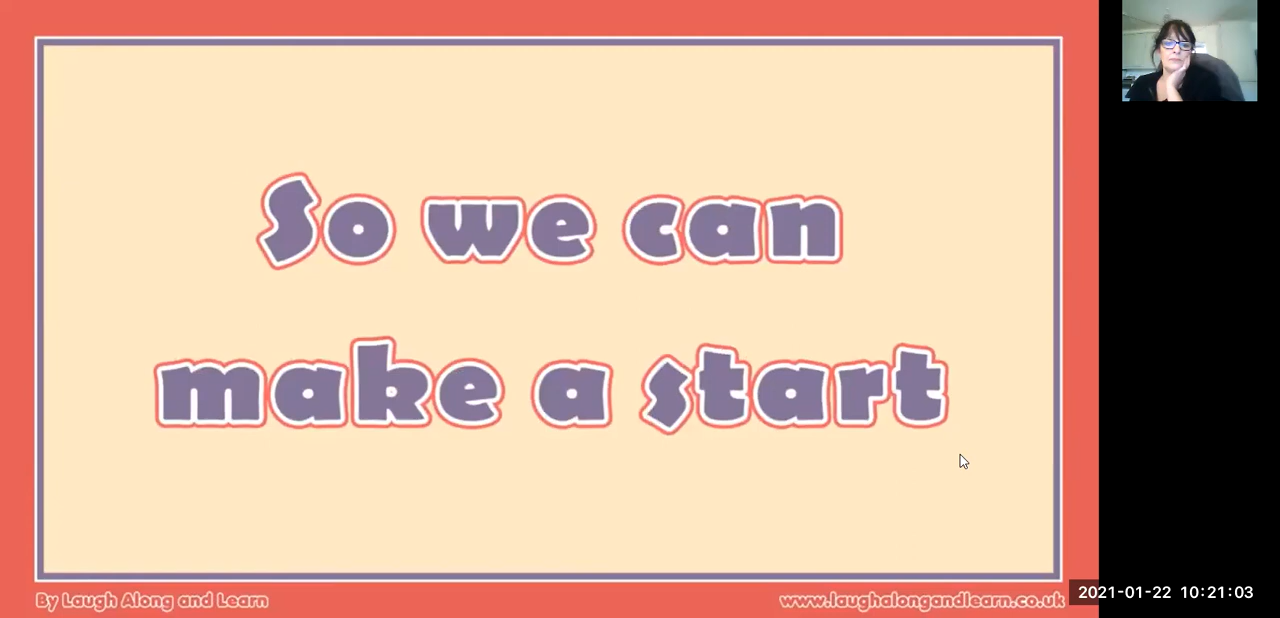 So we can
make a start
By Laugh Along and Learn
www.laughalongandlearn.co.uk
2021-01-22 10:21:03